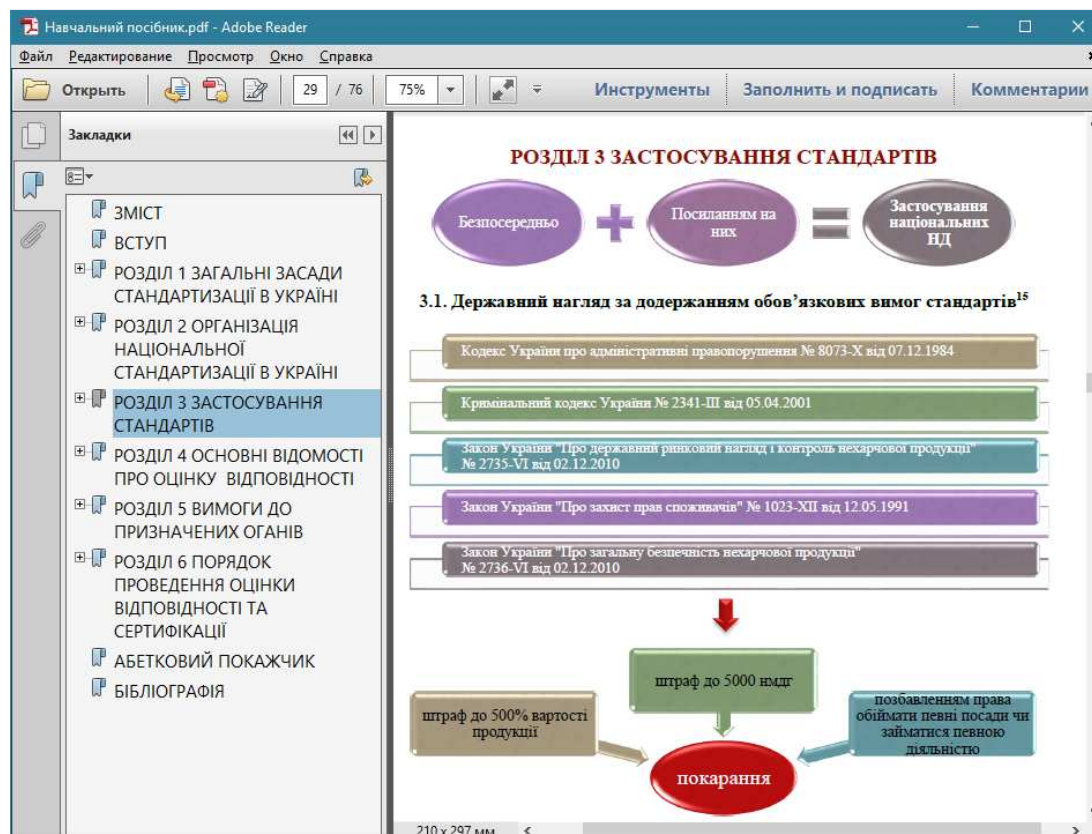 Навчальний посібник.pdf - Adobe Reader
Файл Редактирование Просмотр Окно Справка
Открыть 29 / 76 75% Инструменты Заполнить и подписать Комментарии
Закладки
ЗМІСТ
ВСТУП
РОЗДІЛ 1 ЗАГАЛЬНІ ЗАСАДИ
СТАНДАРТИЗАЦІЇ В УКРАЇНІ
РОЗДІЛ 2 ОРГАНІЗАЦІЯ
НАЦІОНАЛЬНОЇ
СТАНДАРТИЗАЦІЇ В УКРАЇНІ
РОЗДІЛ 3 ЗАСТОСУВАННЯ
СТАНДАРТІВ
РОЗДІЛ 4 ОСНОВНІ ВІДОМОСТІ
ПРО ОЦІНКУ ВІДПОВІДНОСТІ
РОЗДІЛ 5 ВИМОГИ ДО
ПРИЗНАЧЕНИХ ОГАНІВ
РОЗДІЛ 6 ПОРЯДОК
ПРОВЕДЕННЯ ОЦІНКИ
ВІДПОВІДНОСТІ ТА
СЕРТИФІКАЦІЇ
АБЕТКОВИЙ ПОКАЖЧИК
БІБЛІОГРАФІЯ
РОЗДІЛ 3 ЗАСТОСУВАННЯ СТАНДАРТІВ
Безпосередньо
Посиланням на
них
Застосування
національних
НД
3.1. Державний нагляд за додержанням обов’язкових вимог стандартів15
Кодекс України про адміністративні правопорушення № 8073-X від 07.12.1984
Кримінальний кодекс України № 2341-III від 05.04.2001
Закон України "Про державний ринковий нагляд і контроль нехарчової продукції"
№ 2735-VI від 02.12.2010
Закон України "Про захист прав споживачів" № 1023-XII від 12.05.1991
Закон України "Про загальну безпечність нехарчової продукції"
№ 2736-VI від 02.12.2010
штраф до 500% вартості
продукції
штраф до 5000 нмдг
позбавленням права
обіймати певні посади чи
займатися певною
діяльністю
покарання
210 x 297 мм